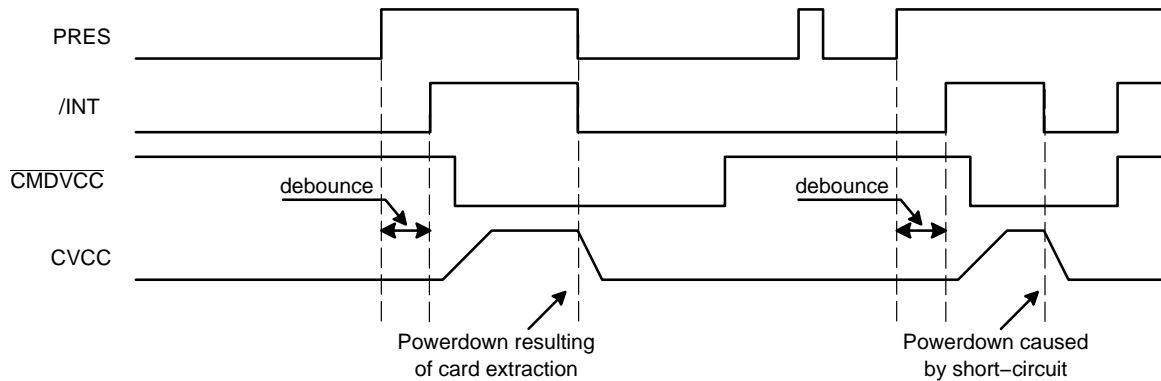 PRES
/INT
CMDVCC
debounce
debounce
CVCC
Powerdown resulting
of card extraction
Powerdown caused
by short−circuit